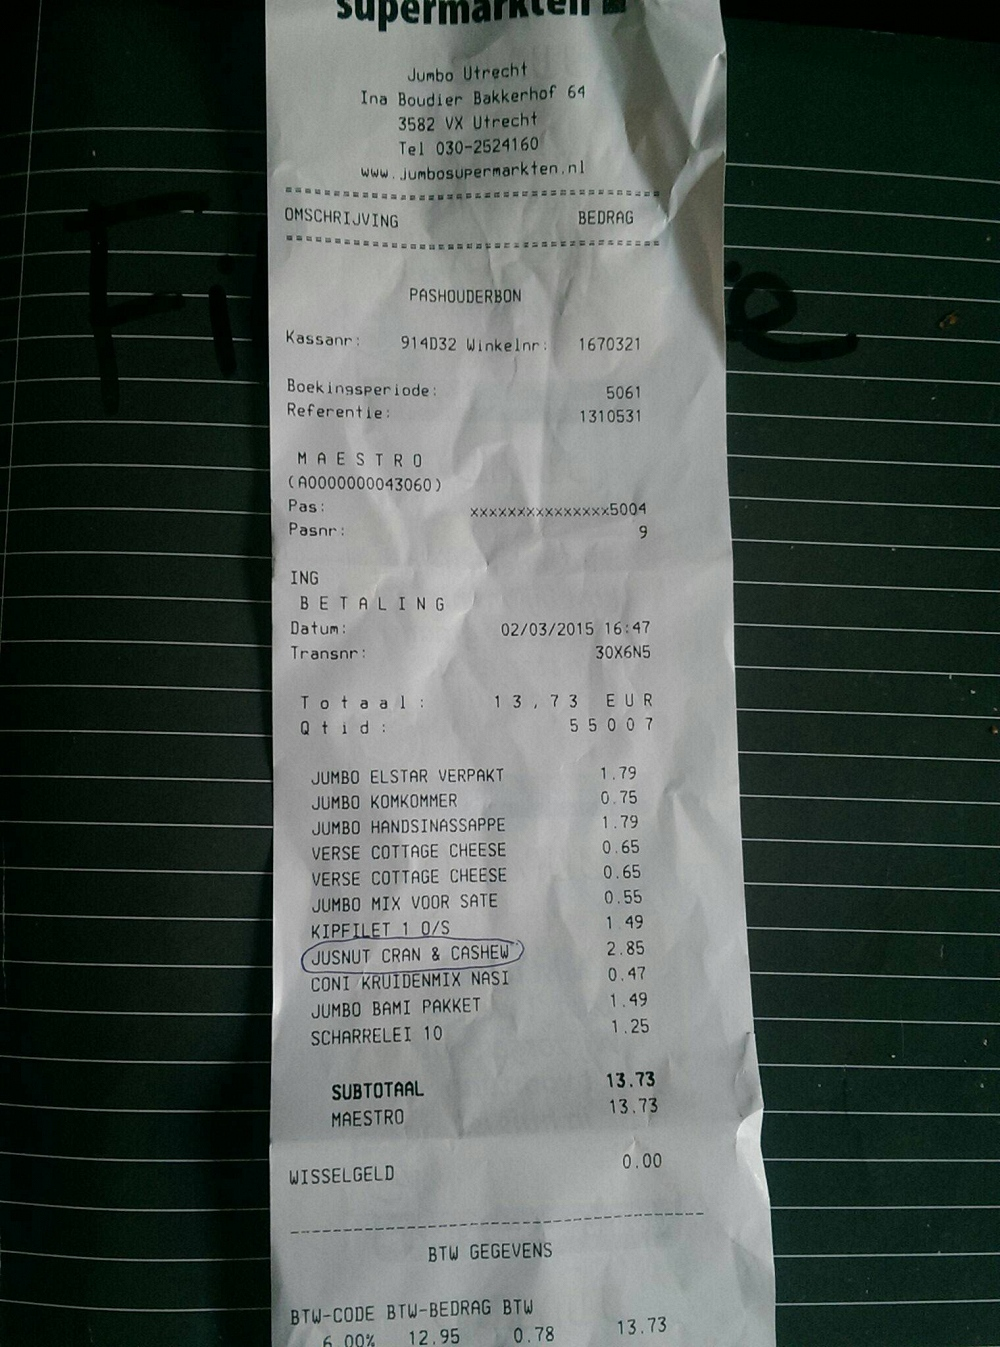 supermarkten
Jumbo Utrecht
Ina Boudier Bakkerhof 64
3582 VX Utrecht
Tel 030-2524160
www.jumbosupermarkten.nl
OMSCHRIJVING BEDRAG
PASHOUDERBON
Kassanr: 914D32 Winkelnr: 1670321
Boekingsperiode: 5061
Referentie: 1310531
MAESTRO
(A0000000043060)
Pas: xxxxxxxxxxxxxxx5004
Pasnr: 9
ING
BETALING
Datum: 02/03/2015 16:47
Transnr: 30X6N5
Totaal: 13,73 EUR
Qtid: 55007
JUMBO ELSTAR VERPAKT 1.79
JUMBO KOMKOMMER 0.75
JUMBO HANDSINASSAPPE 1.79
VERSE COTTAGE CHEESE 0.65
VERSE COTTAGE CHEESE 0.65
JUMBO MIX VOOR SATE 0.55
KIPFILET 1 O/S 1.49
JUSNUT CRAN & CASHEW 2.85
CONI KRUIDENMIX NASI 0.47
JUMBO BAMI PAKKET 1.49
SCHARRELEI 10 1.25
SUBTOTAAL 13.73
MAESTRO 13.73
WISSELGELD 0.00
BTW GEGEVENS
BTW-CODE BTW-BEDRAG BTW
6.00% 12.95 0.78 13.73